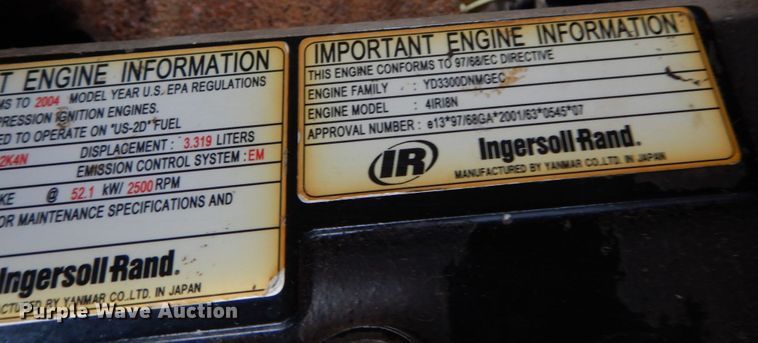 T ENGINE INFORMATION
MS TO 2004 MODEL YEAR U.S. EPA REGULATIONS
PRESSION IGNITION ENGINES.
ED TO OPERATE ON "US-2D" FUEL
2K4N DISPLACEMENT : 3.319 LITERS
EMISSION CONTROL SYSTEM : EM
KE @ 52.1 kW/ 2500 RPM
OR MAINTENANCE SPECIFICATIONS AND
Ingersoll-Rand.
ACTURED BY YANMAR CO.,LTD. IN JAPAN
IMPORTANT ENGINE INFORMATION
THIS ENGINE CONFORMS TO 97/68/EC DIRECTIVE
ENGINE FAMILY : YD3300DNMGEC
ENGINE MODEL : 4IRI8N
APPROVAL NUMBER : e13*97/68GA*2001/63*0545*07
IR Ingersoll-Rand.
MANUFACTURED BY YANMAR CO.,LTD. IN JAPAN
Purple Wave Auction